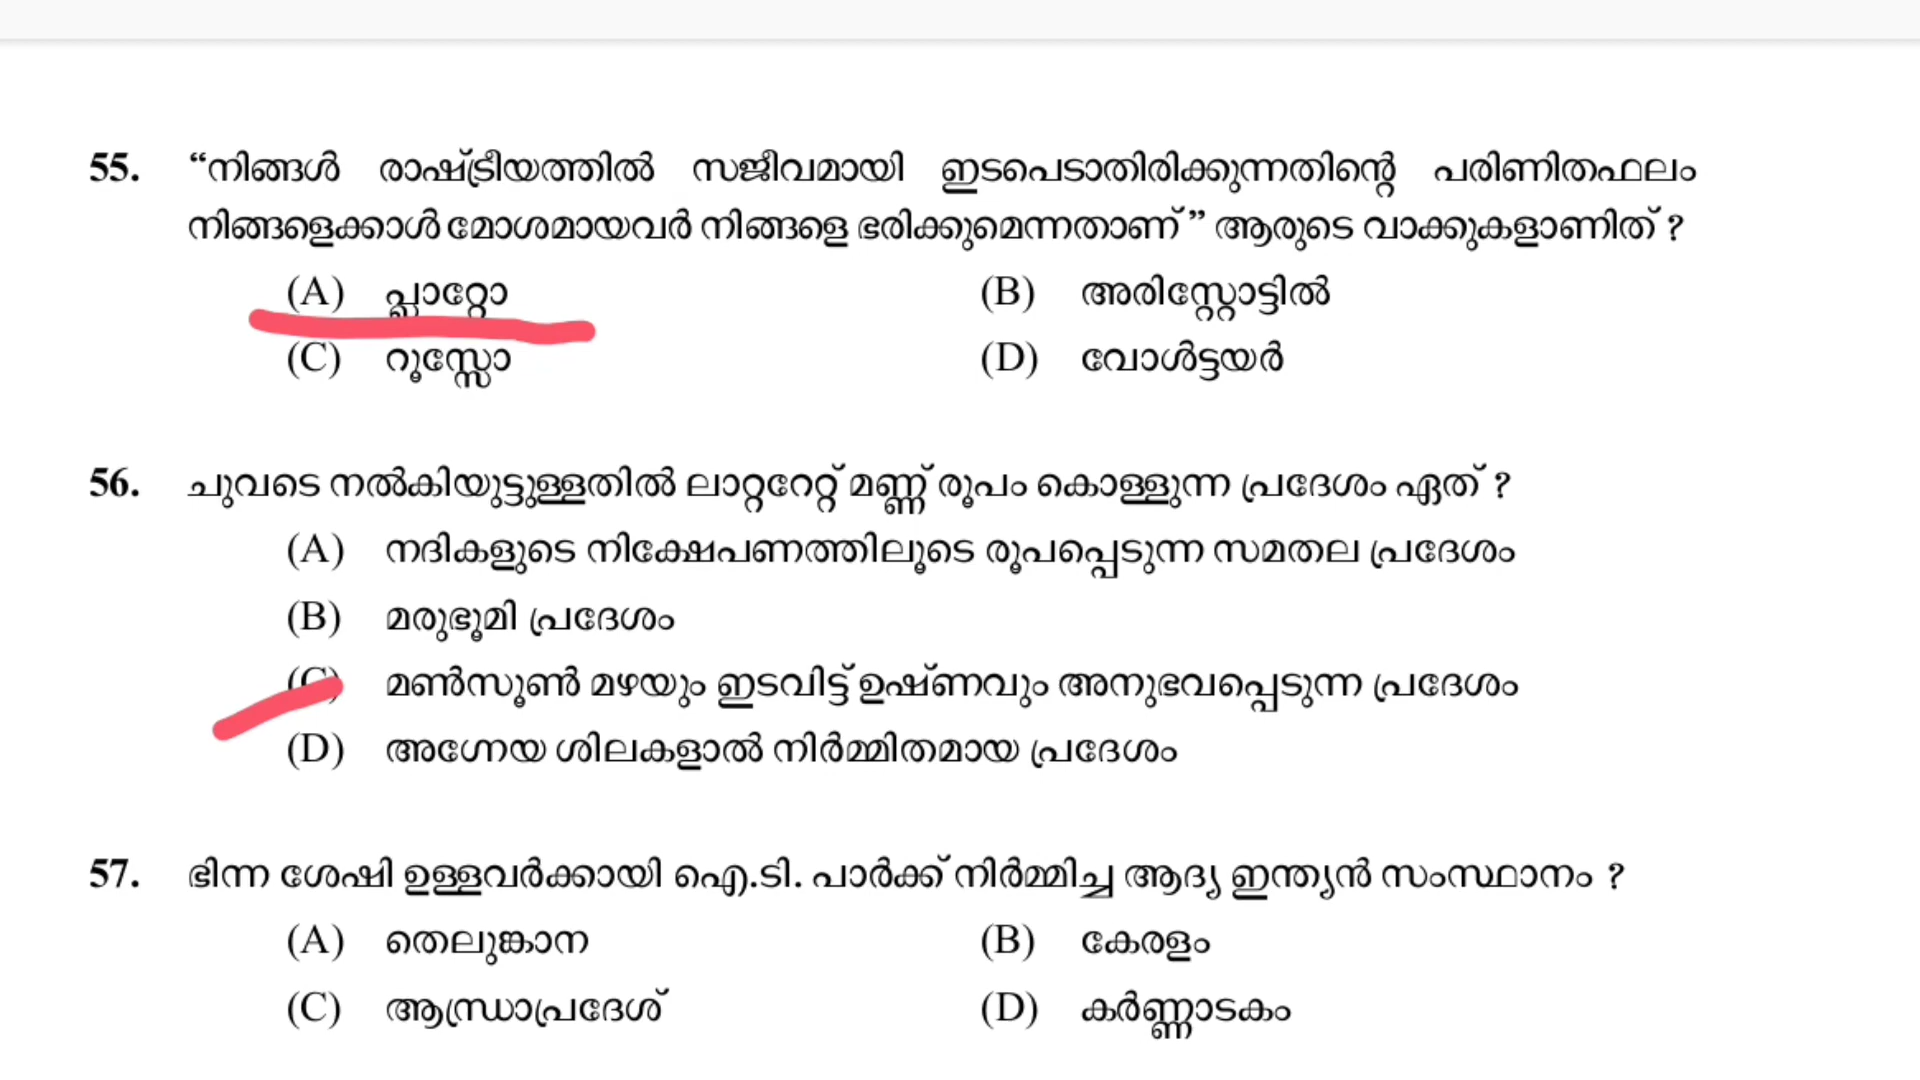 55. “നിങ്ങൾ രാഷ്ട്രീയത്തിൽ സജീവമായി ഇടപെടാതിരിക്കുന്നതിന്റെ പരിണിതഫലം
നിങ്ങളെക്കാൾ മോശമായവർ നിങ്ങളെ ഭരിക്കുമെന്നതാണ് ” ആരുടെ വാക്കുകളാണിത് ?
(A) പ്ലാറ്റോ (B) അരിസ്റ്റോട്ടിൽ
(C) റൂസ്സോ (D) വോൾട്ടയർ
56. ചുവടെ നൽകിയുട്ടുള്ളതിൽ ലാറ്ററേറ്റ് മണ്ണ് രൂപം കൊള്ളുന്ന പ്രദേശം ഏത് ?
(A) നദികളുടെ നിക്ഷേപണത്തിലൂടെ രൂപപ്പെടുന്ന സമതല പ്രദേശം
(B) മരുഭൂമി പ്രദേശം
(C) മൺസൂൺ മഴയും ഇടവിട്ട് ഉഷ്ണവും അനുഭവപ്പെടുന്ന പ്രദേശം
(D) അഗ്നേയ ശിലകളാൽ നിർമ്മിതമായ പ്രദേശം
57. ഭിന്ന ശേഷി ഉള്ളവർക്കായി ഐ.ടി. പാർക്ക് നിർമ്മിച്ച ആദ്യ ഇന്ത്യൻ സംസ്ഥാനം ?
(A) തെലുങ്കാന (B) കേരളം
(C) ആന്ധ്രാപ്രദേശ് (D) കർണ്ണാടകം